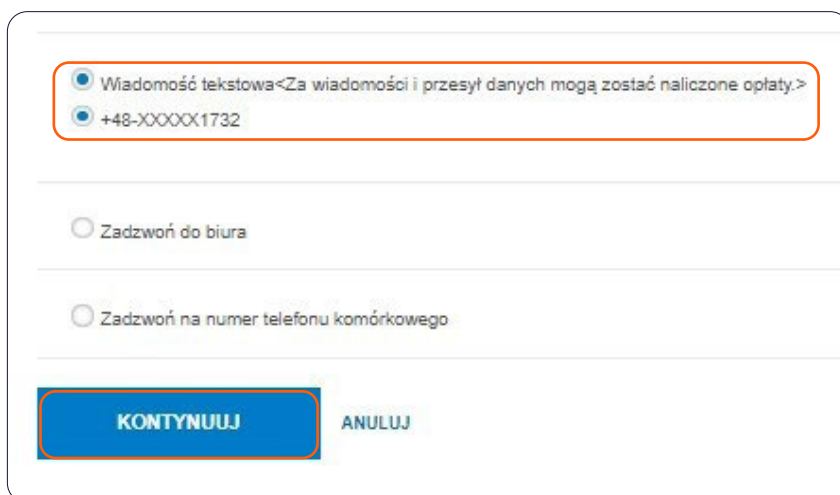 Wiadomość tekstowa<Za wiadomości i przesył danych mogą zostać naliczone opłaty.>
+48-XXXXX1732
Zadzwoń do biura
Zadzwoń na numer telefonu komórkowego
KONTYNUUJ ANULUJ